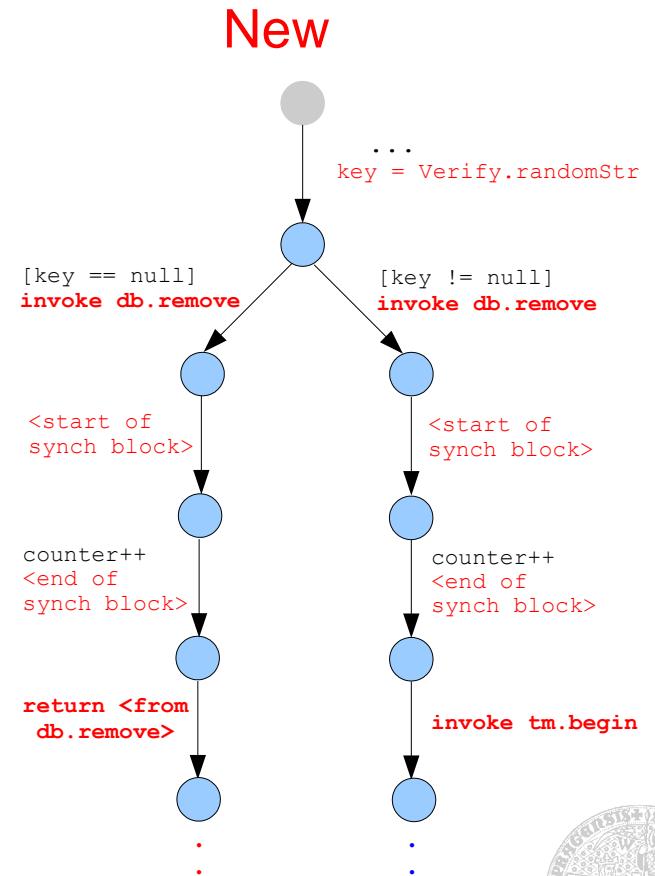 New
...
key = Verify.randomStr
[key == null]
invoke db.remove
[key != null]
invoke db.remove
<start of
synch block>
<start of
synch block>
counter++
<end of
synch block>
counter++
<end of
synch block>
return <from
db.remove>
invoke tm.begin